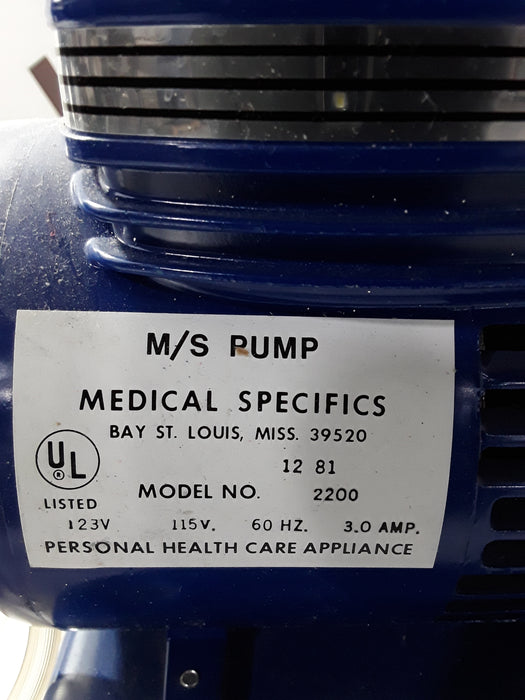 M/S PUMP
MEDICAL SPECIFICS
BAY ST. LOUIS, MISS. 39520
12 81
UL ®
MODEL NO. 2200
LISTED
123V 115V. 60 HZ. 3.0 AMP.
PERSONAL HEALTH CARE APPLIANCE